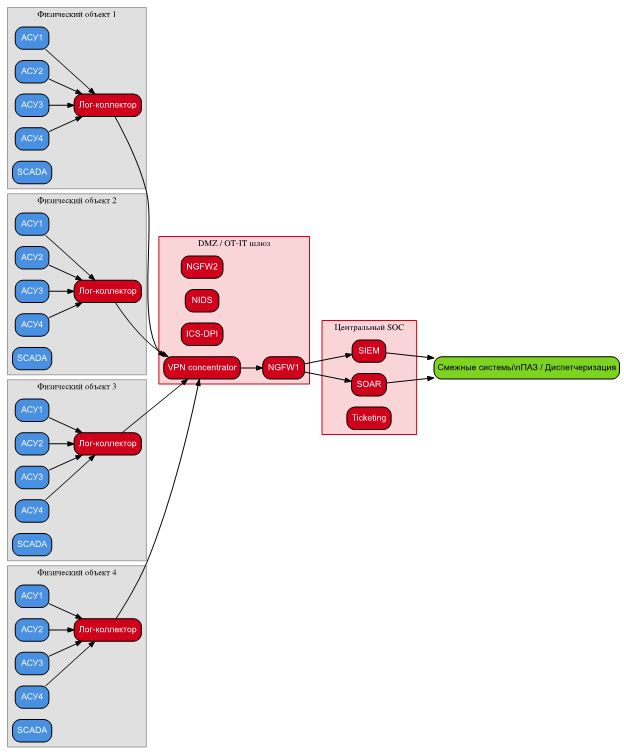 Физический объект 1
АСУ1
АСУ2
АСУ3
Лог-коллектор
АСУ4
SCADA
Физический объект 2
АСУ1
АСУ2
АСУ3
Лог-коллектор
АСУ4
SCADA
Физический объект 3
АСУ1
АСУ2
Лог-коллектор
АСУ3
АСУ4
SCADA
Физический объект 4
АСУ1
АСУ2
Лог-коллектор
АСУ3
АСУ4
SCADA
DMZ / OT-IT шлюз
NGFW2
NIDS
ICS-DPI
VPN concentrator
NGFW1
Центральный SOC
SIEM
SOAR
Ticketing
Смежные системы\nПАЗ / Диспетчеризация